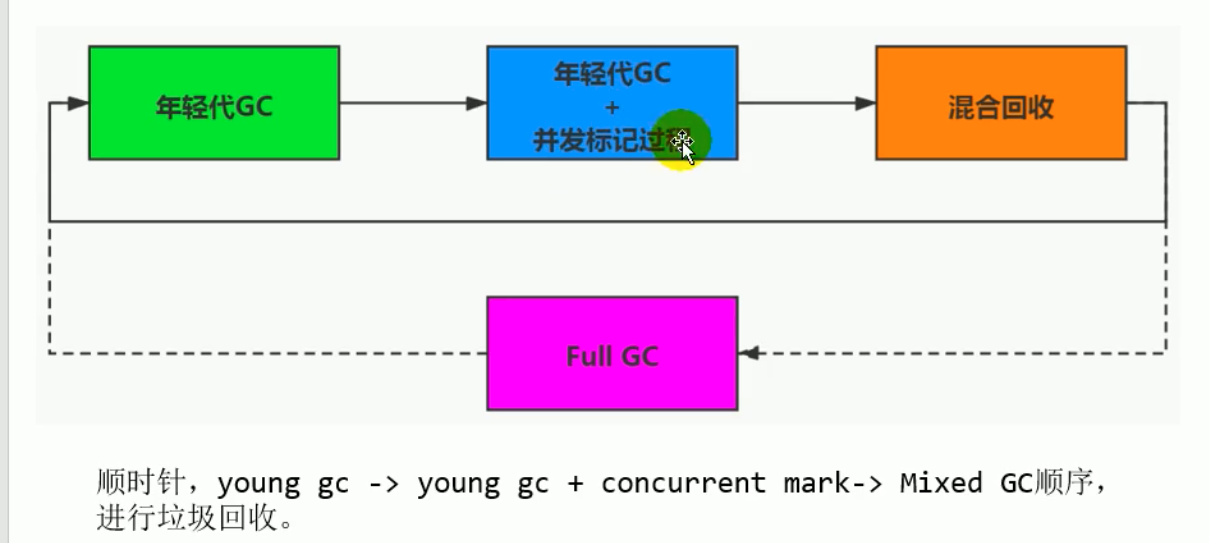 年轻代GC
年轻代GC
+
并发标记过程
混合回收
Full GC
顺时针，young gc -> young gc + concurrent mark-> Mixed GC顺序，
进行垃圾回收。